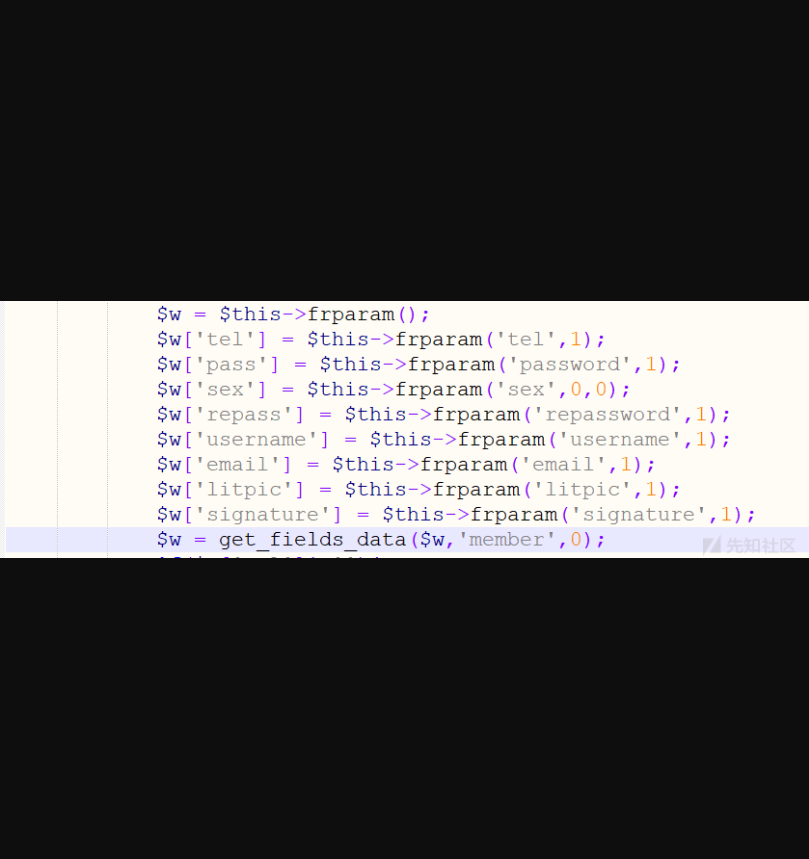 $w = $this->frparam();
$w['tel'] = $this->frparam('tel',1);
$w['pass'] = $this->frparam('password',1);
$w['sex'] = $this->frparam('sex',0,0);
$w['repass'] = $this->frparam('repassword',1);
$w['username'] = $this->frparam('username',1);
$w['email'] = $this->frparam('email',1);
$w['litpic'] = $this->frparam('litpic',1);
$w['signature'] = $this->frparam('signature',1);
$w = get_fields_data($w,'member',0);
先知社区